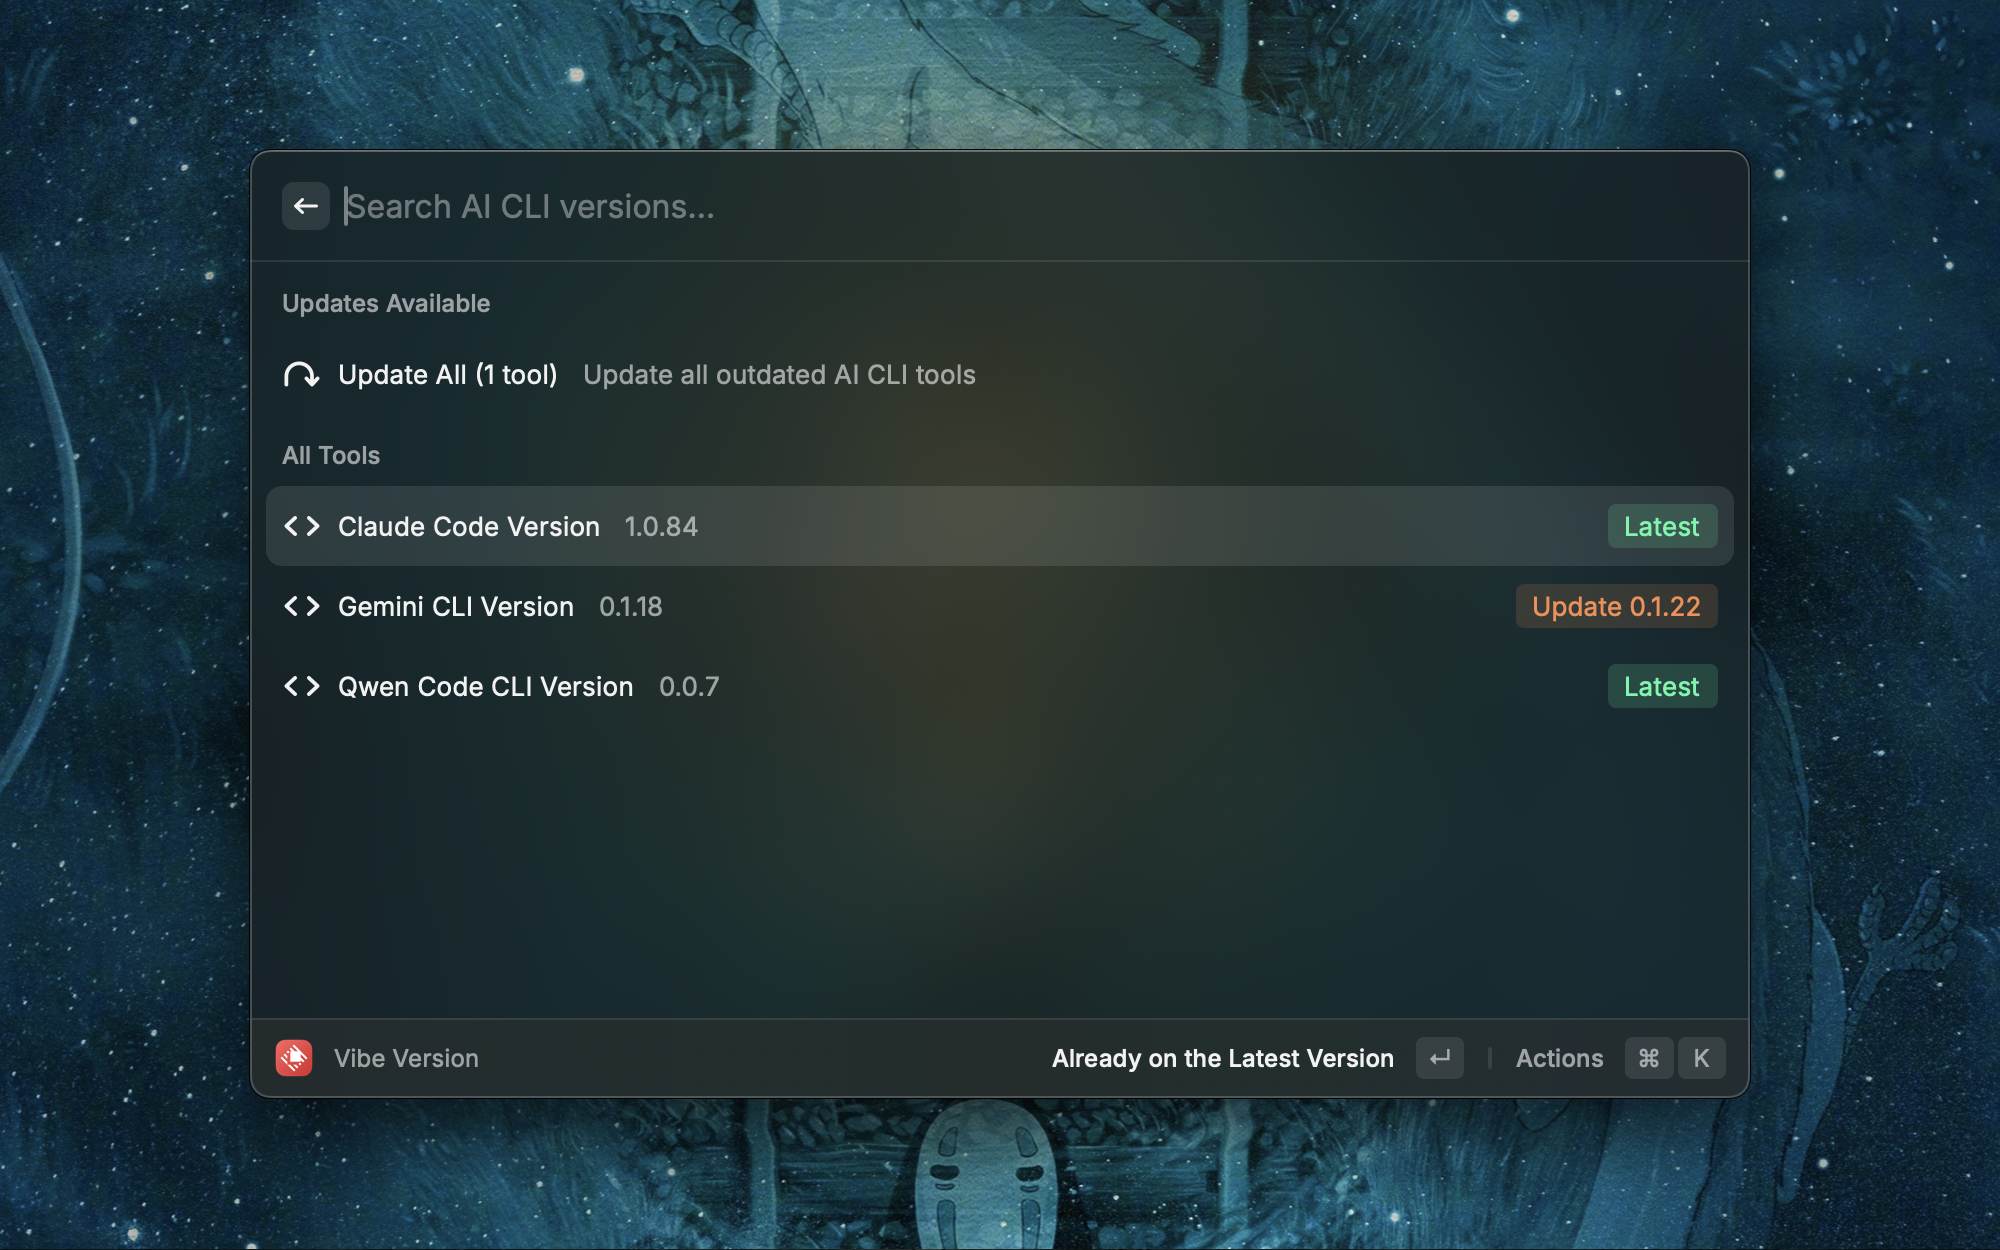 Search AI CLI versions...
Updates Available
Update All (1 tool) Update all outdated AI CLI tools
All Tools
Claude Code Version 1.0.84 Latest
Gemini CLI Version 0.1.18 Update 0.1.22
Qwen Code CLI Version 0.0.7 Latest
Vibe Version Already on the Latest Version ↵ Actions ⌘ K